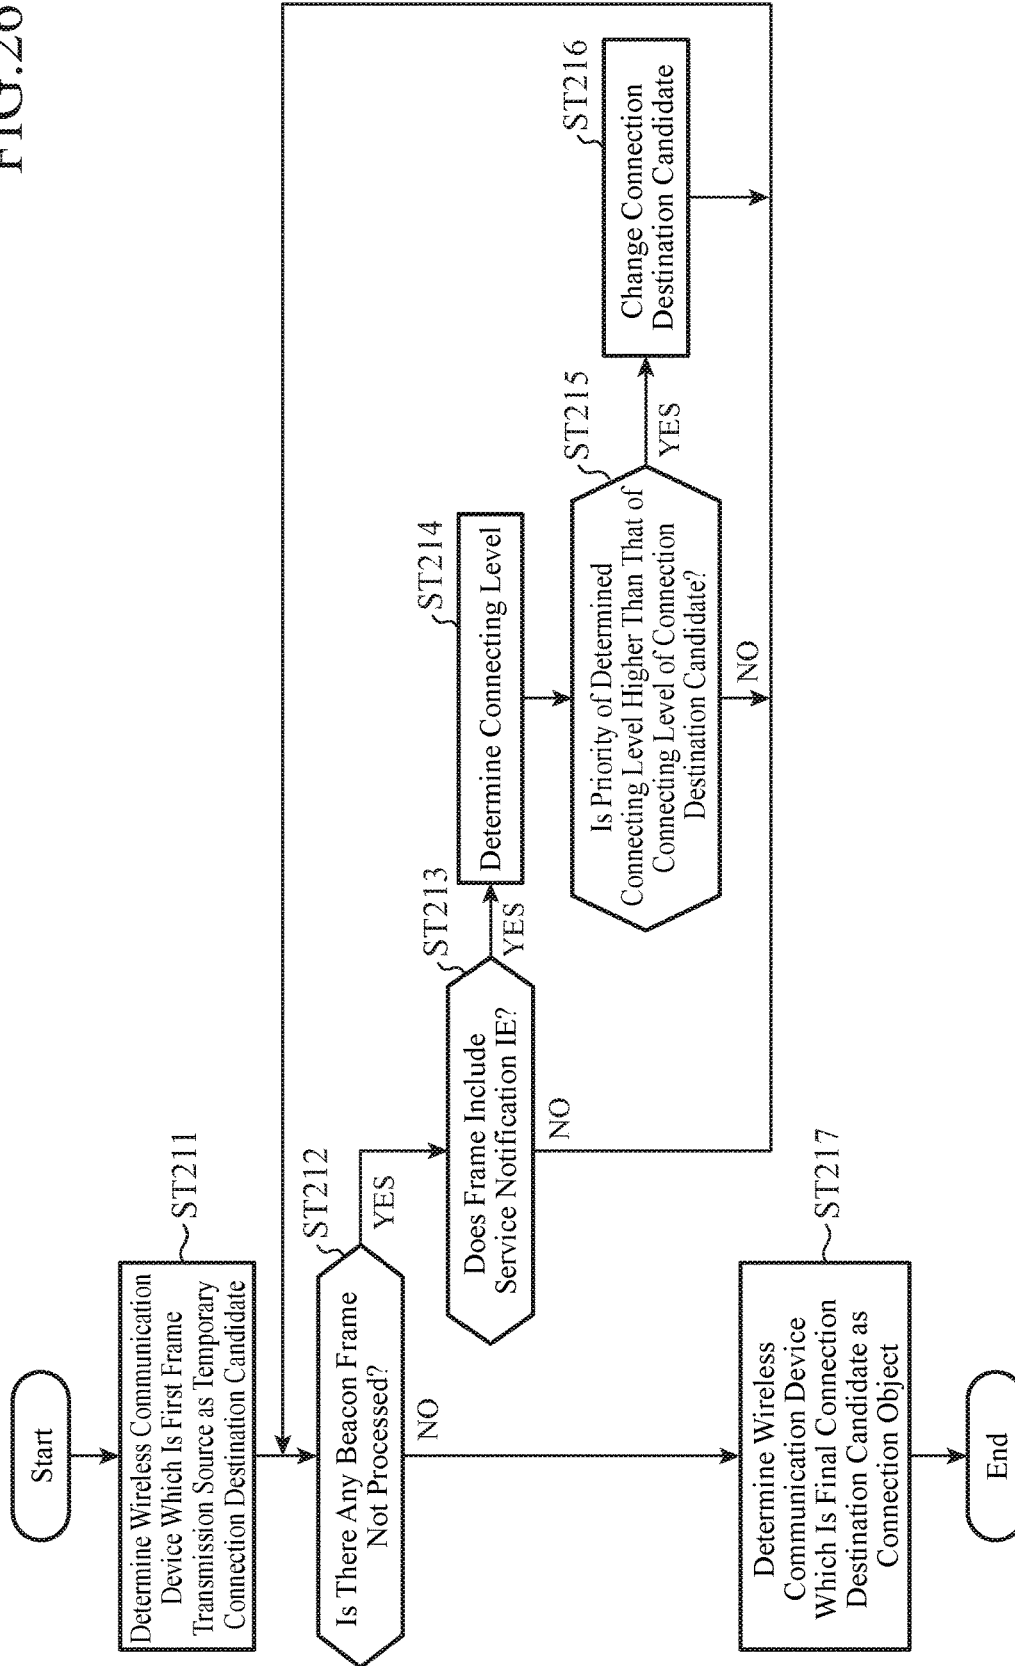 Start
Determine Wireless Communication
Device Which Is First Frame
Transmission Source as Temporary
Connection Destination Candidate
ST211
Is There Any Beacon Frame
Not Processed?
ST212
YES
NO
Does Frame Include
Service Notification IE?
ST213
YES
NO
Determine Connecting Level
ST214
Is Priority of Determined
Connecting Level Higher Than That of
Connecting Level of Connection
Destination Candidate?
ST215
YES
NO
Change Connection
Destination Candidate
ST216
Determine Wireless
Communication Device
Which Is Final Connection
Destination Candidate as
Connection Object
ST217
End